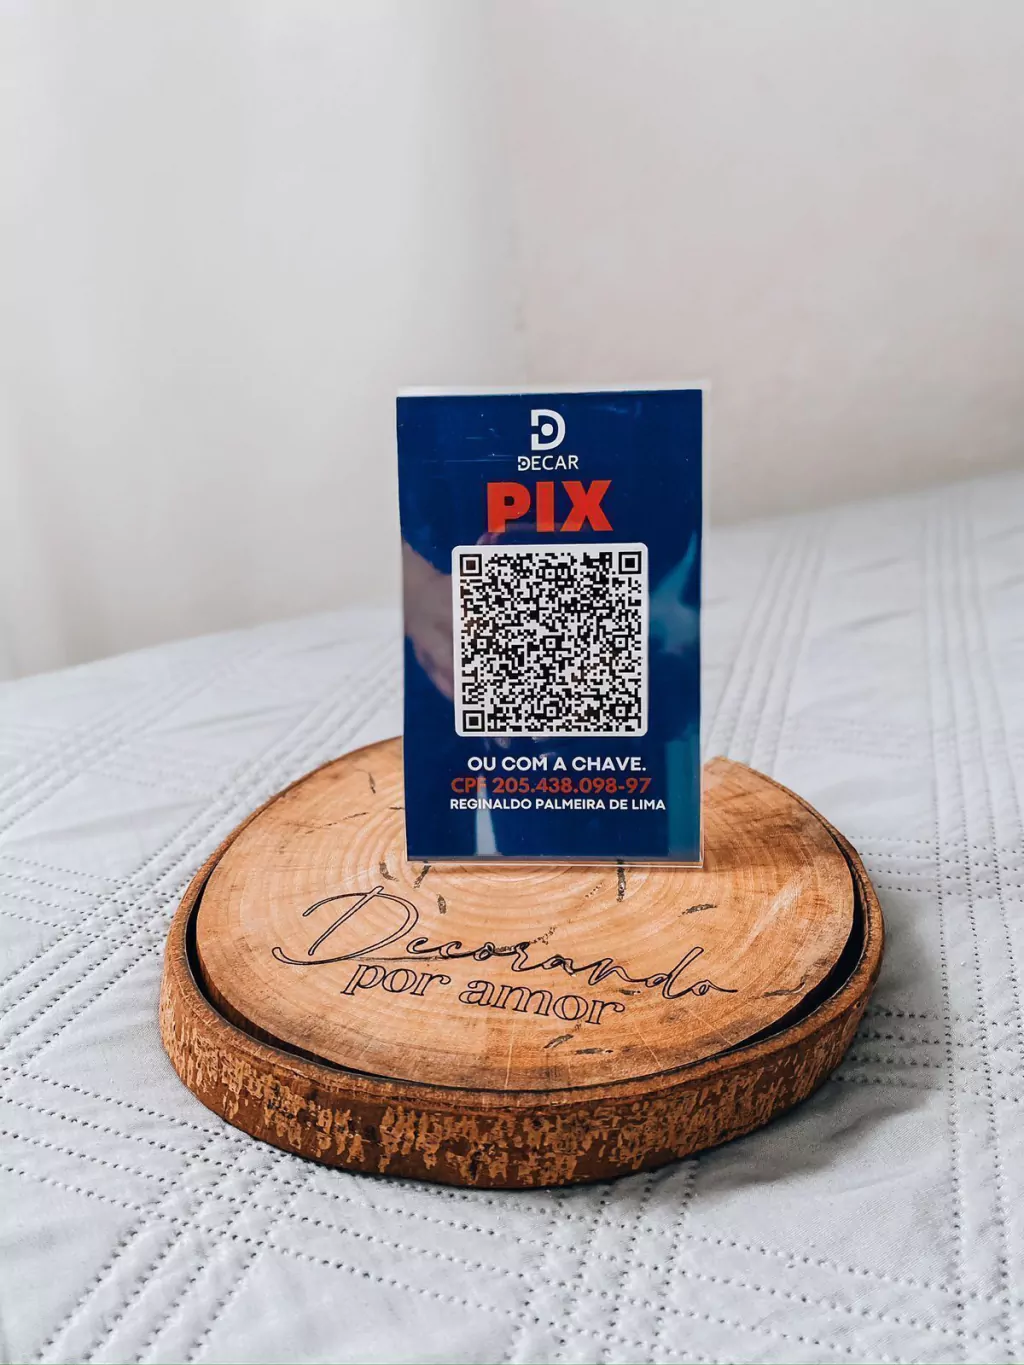 DECAR
PIX
OU COM A CHAVE.
CPF 205.438.098-97
REGINALDO PALMEIRA DE LIMA
Decorando
por amor